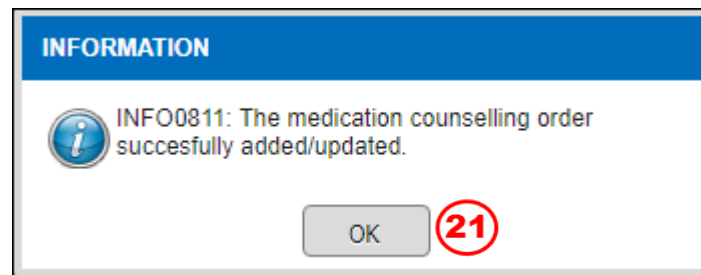 INFORMATION
INFO0811: The medication counselling order
succesfully added/updated.
OK
21